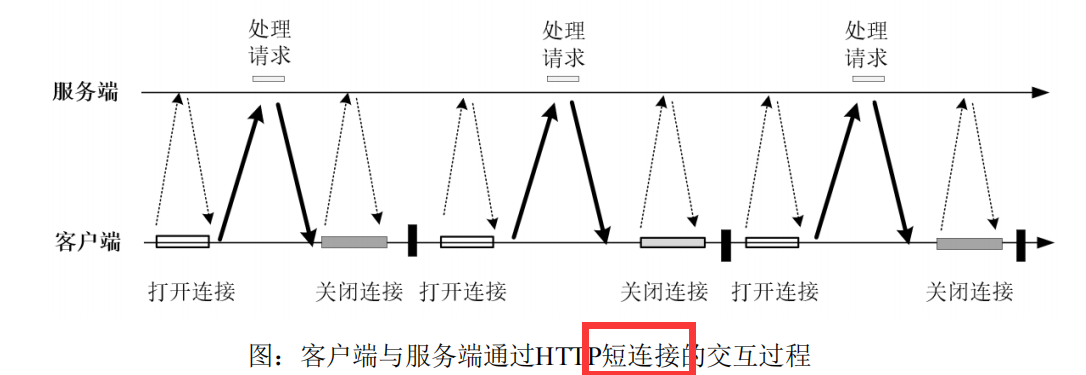 处理 处理 处理
请求 请求 请求
服务端
客户端
打开连接 关闭连接 打开连接 关闭连接 打开连接 关闭连接
图：客户端与服务端通过HTTP短连接的交互过程